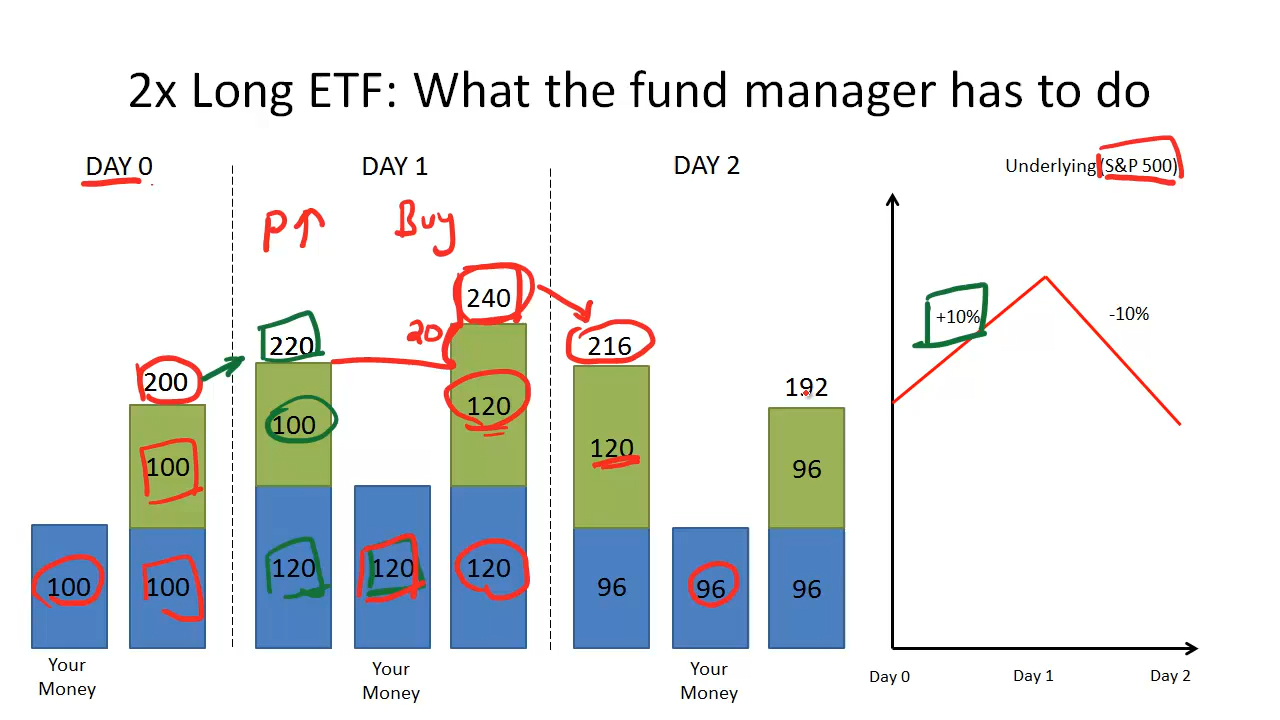 2x Long ETF: What the fund manager has to do
DAY 0
DAY 1
DAY 2
Underlying (S&P 500)
P↑
Buy
200
100
100
100
Your
Money
220
100
120
120
Your
Money
20
240
120
120
216
120
96
96
Your
Money
192
96
96
+10%
-10%
Day 0
Day 1
Day 2